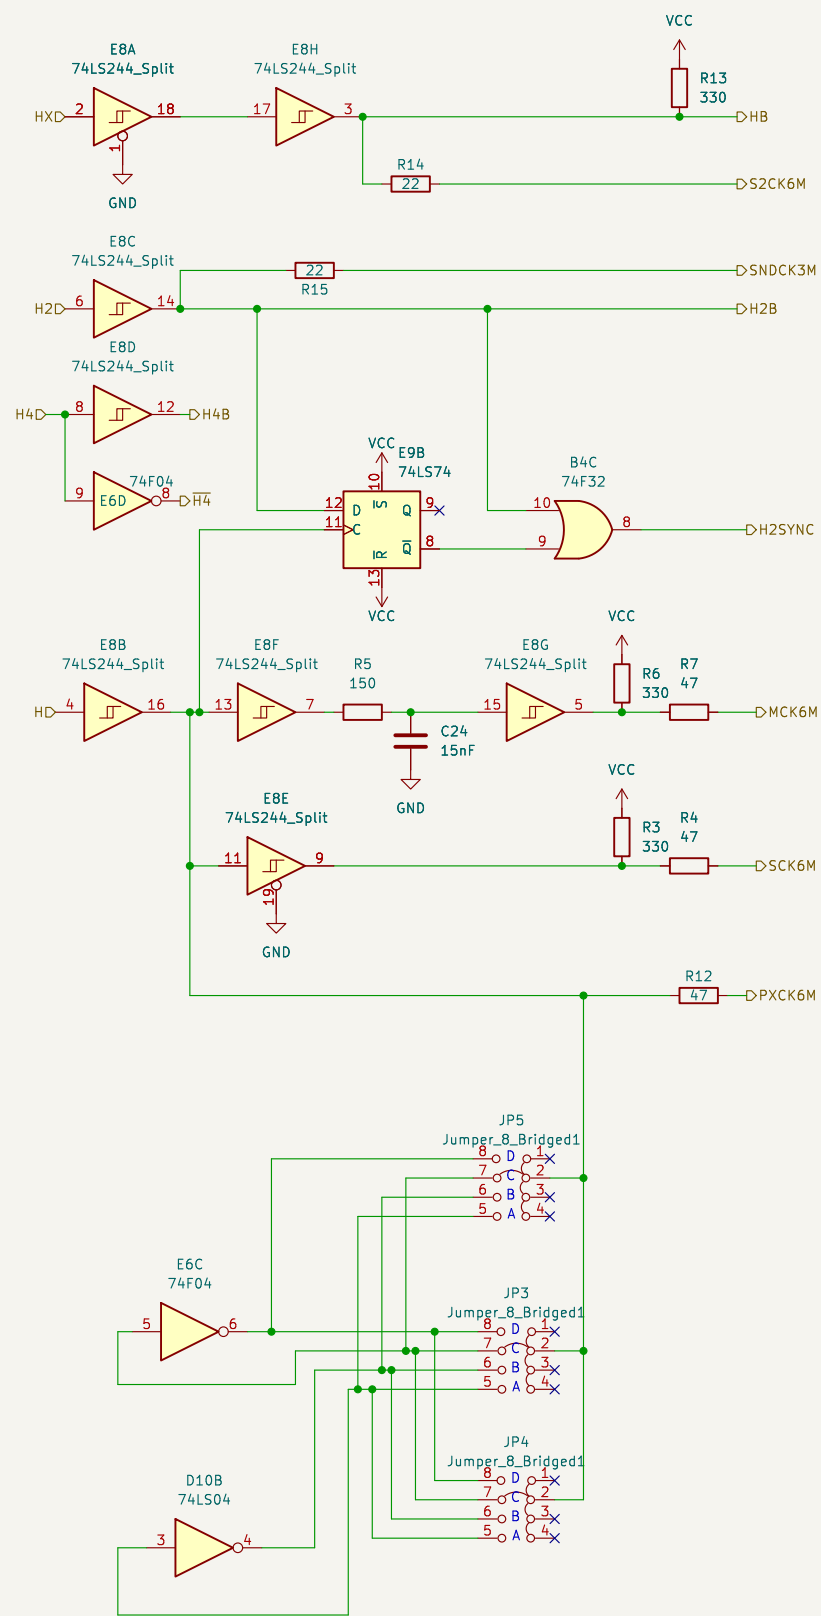 VCC
E8A
74LS244_Split
E8H
74LS244_Split
R13
330
HX 2 18 17 3 HB
1
GND
R14
22 S2CK6M
E8C
74LS244_Split
22 SNDCK3M
R15
H2 6 14 H2B
E8D
74LS244_Split
H4 8 12 H4B
VCC
E9B
74LS74
B4C
74F32
74F04
9 E6D 8 H4
10
12 D S Q 9 10
11 C 8 H2SYNC
R Q 8 9
13
VCC
VCC
E8B
74LS244_Split
E8F
74LS244_Split
R5
150
E8G
74LS244_Split
R6
330
R7
47
H 4 16 13 7 15 5 MCK6M
C24
15nF
GND
VCC
E8E
74LS244_Split
R3
330
R4
47
11 9 SCK6M
19
GND
R12
47 PXCK6M
JP5
Jumper_8_Bridged1
8 D 1
7 C 2
6 B 3
5 A 4
E6C
74F04
JP3
Jumper_8_Bridged1
5 6 8 D 1
7 C 2
6 B 3
5 A 4
JP4
Jumper_8_Bridged1
D10B
74LS04
8 D 1
7 C 2
6 B 3
5 A 4
3 4